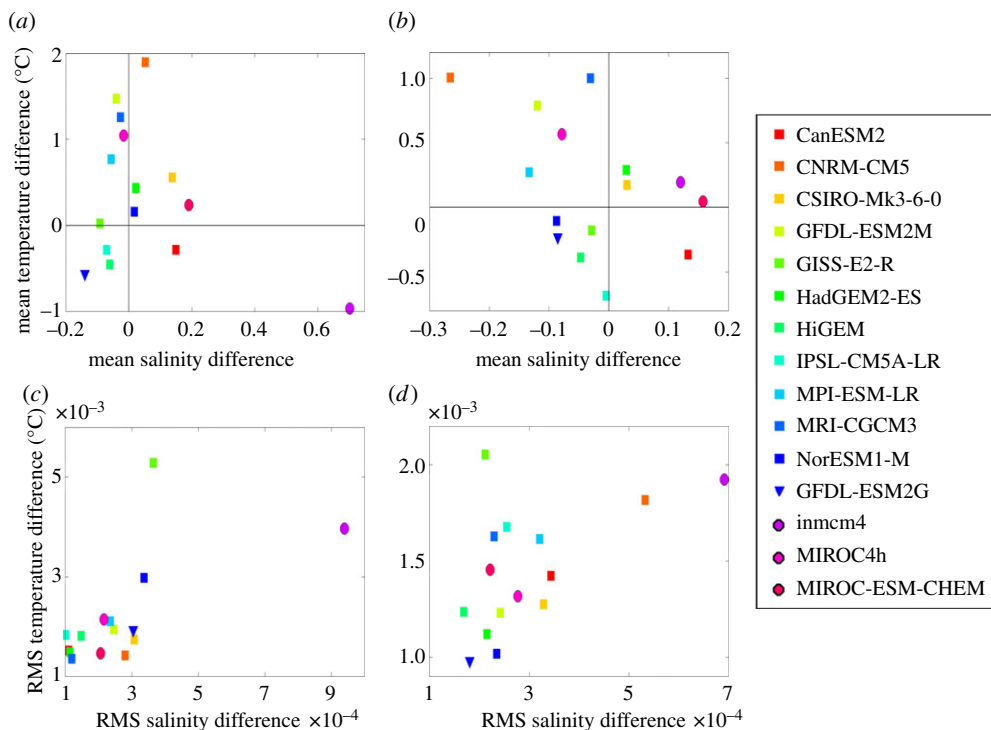 (a)
(b)
mean temperature difference (°C)
2
1
0
−1
−0.2
0
0.2
0.4
0.6
mean salinity difference
1.0
0.5
0
−0.5
−0.3
−0.2
−0.1
0
0.1
0.2
mean salinity difference
CanESM2
CNRM-CM5
CSIRO-Mk3-6-0
GFDL-ESM2M
GISS-E2-R
HadGEM2-ES
HiGEM
IPSL-CM5A-LR
MPI-ESM-LR
MRI-CGCM3
NorESM1-M
GFDL-ESM2G
inmcm4
MIROC4h
MIROC-ESM-CHEM
(c)
×10−3
RMS temperature difference (°C)
5
3
1
1
3
5
7
9
RMS salinity difference ×10−4
(d)
×10−3
2.0
1.5
1.0
1
3
5
7
RMS salinity difference ×10−4